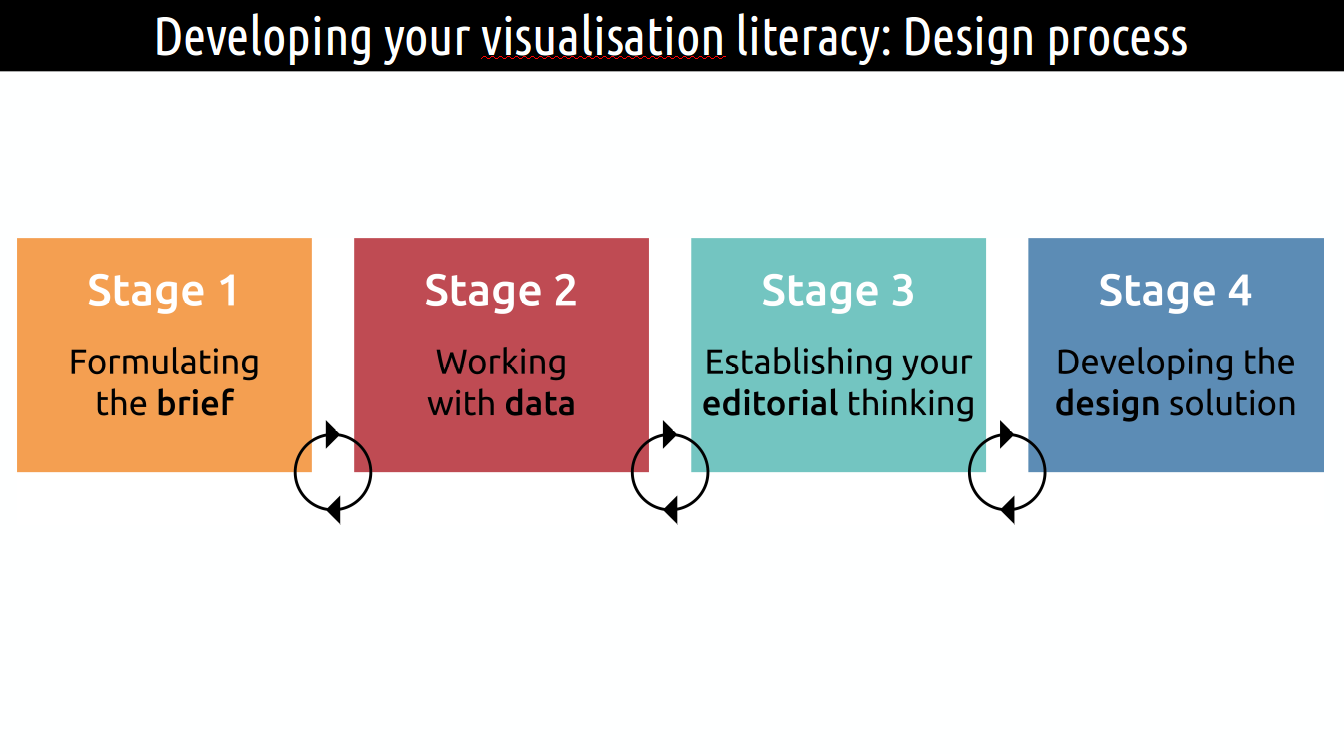 Developing your visualisation literacy: Design process
Stage 1
Formulating
the brief
Stage 2
Working
with data
Stage 3
Establishing your
editorial thinking
Stage 4
Developing the
design solution